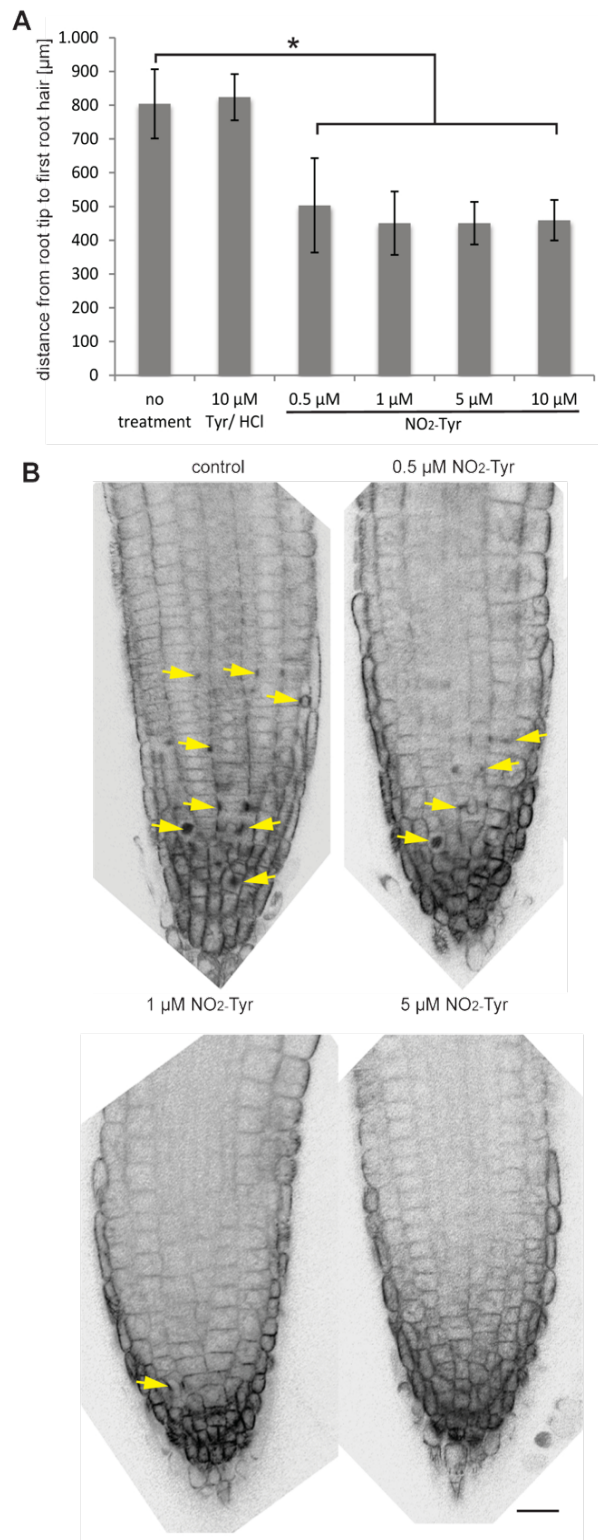 A
distance from root tip to first root hair [µm]
*
1.000
900
800
700
600
500
400
300
200
100
0
no treatment
10 µM Tyr/ HCl
0.5 µM
1 µM
5 µM
10 µM
NO2-Tyr
B
control
0.5 µM NO2-Tyr
1 µM NO2-Tyr
5 µM NO2-Tyr